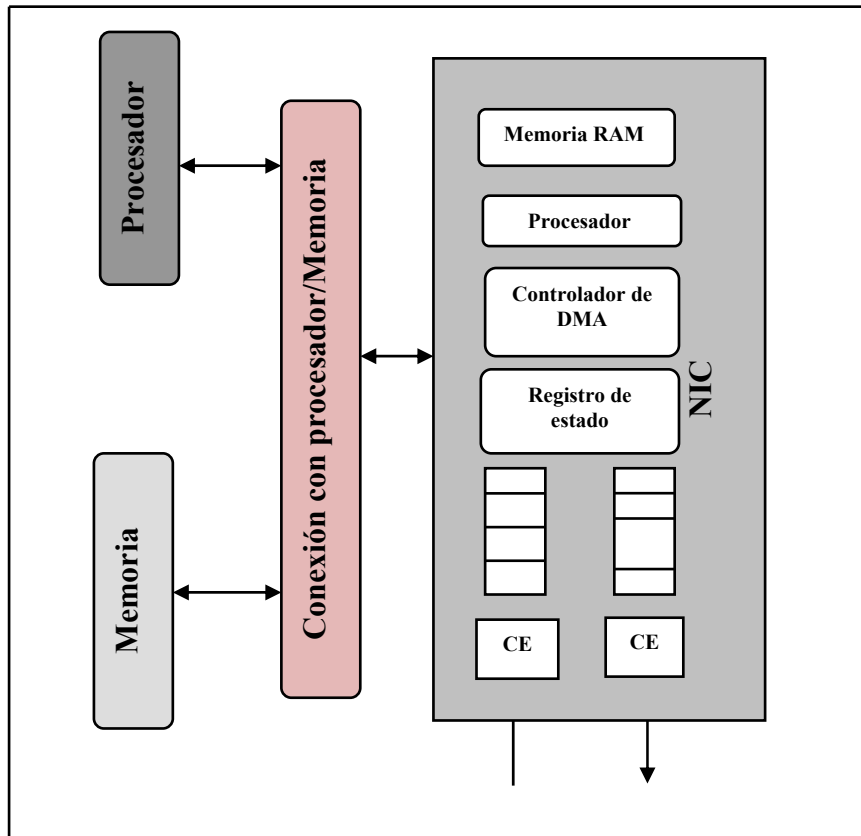 Procesador
Memoria
Conexión con procesador/Memoria
Memoria RAM
Procesador
Controlador de
DMA
Registro de
estado
NIC
CE
CE